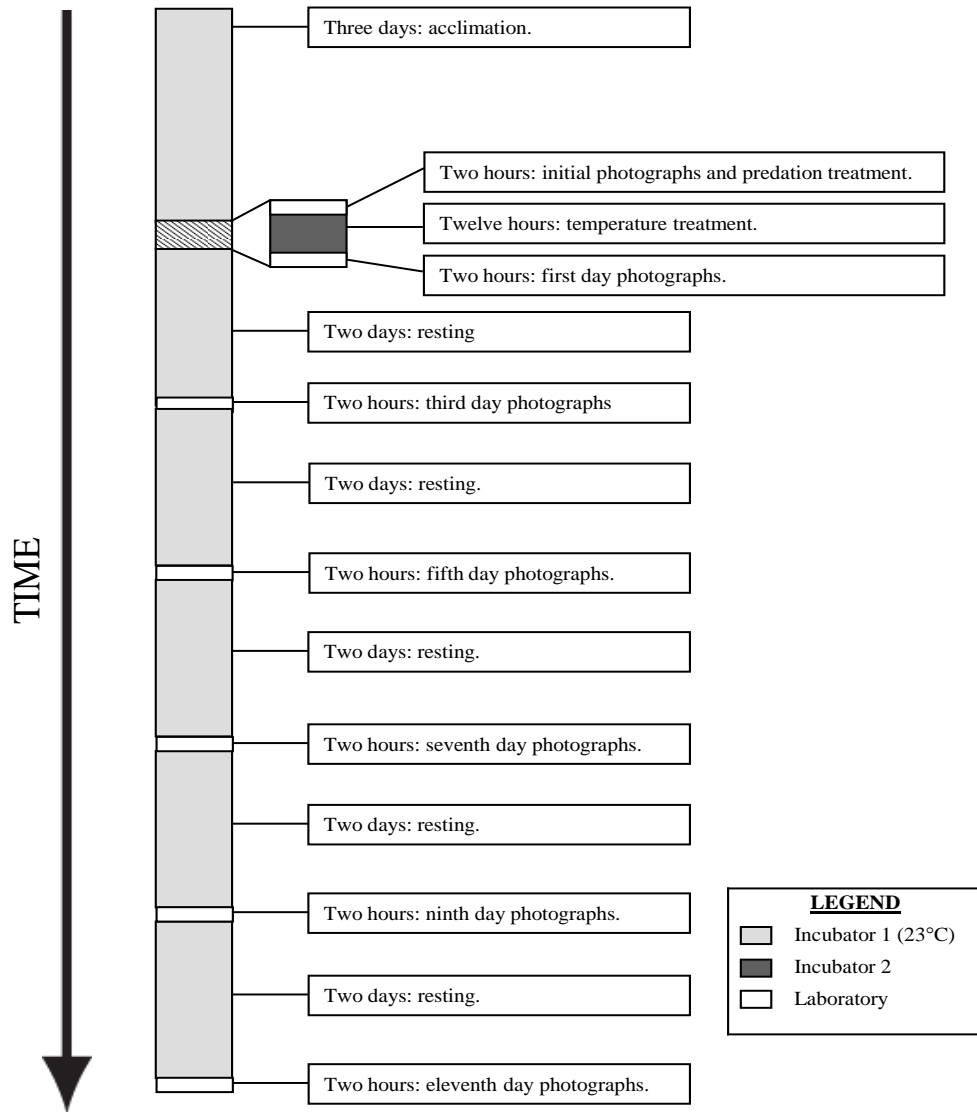 Three days: acclimation.
Two hours: initial photographs and predation treatment.
Twelve hours: temperature treatment.
Two hours: first day photographs.
Two days: resting
Two hours: third day photographs
Two days: resting.
TIME
Two hours: fifth day photographs.
Two days: resting.
Two hours: seventh day photographs.
Two days: resting.
Two hours: ninth day photographs.
Two days: resting.
Two hours: eleventh day photographs.
LEGEND
Incubator 1 (23°C)
Incubator 2
Laboratory